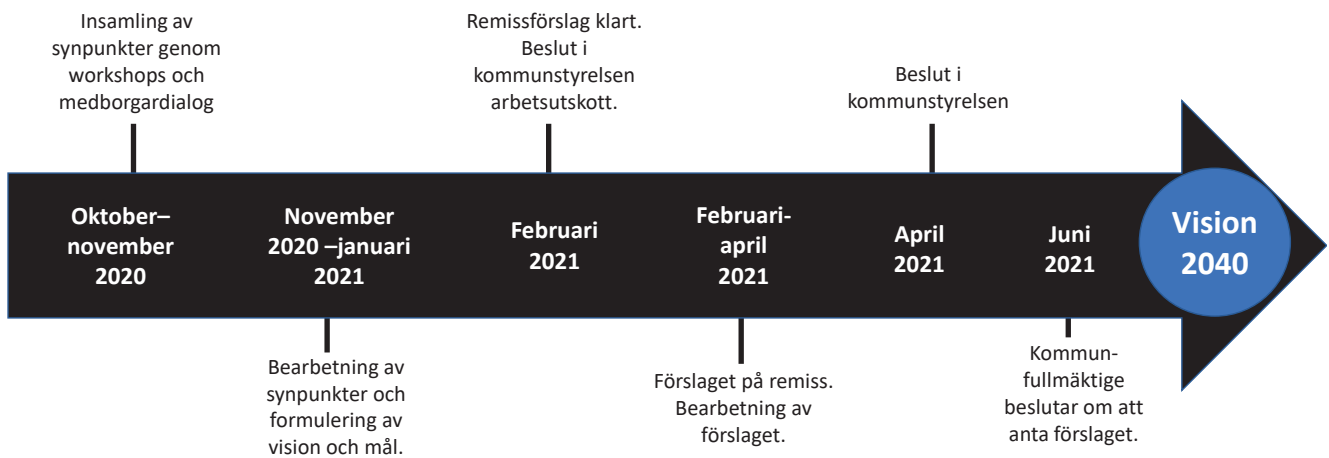 Insamling av
synpunkter genom
workshops och
medborgardialog
Remissförslag klart.
Beslut i
kommunstyrelsen
arbetsutskott.
Beslut i
kommunstyrelsen
Oktober–
november
2020
November
2020 –januari
2021
Februari
2021
Februari-
april
2021
April
2021
Juni
2021
Vision
2040
Bearbetning av
synpunkter och
formulering av
vision och mål.
Förslaget på remiss.
Bearbetning av
förslaget.
Kommun-
fullmäktige
beslutar om att
anta förslaget.